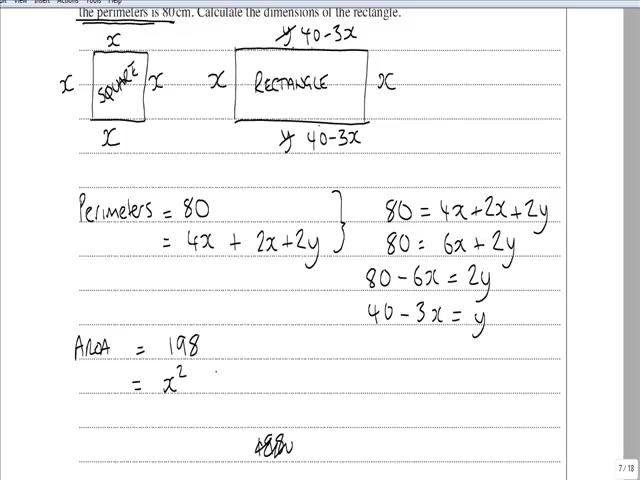 the perimeters is 80cm. Calculate the dimensions of the rectangle.
x
y 40-3x
x SQUARE x
x RECTANGLE x
x
y 40-3x
Perimeters = 80
= 4x + 2x+2y
80 = 4x+2x+2y
80 = 6x+2y
80-6x = 2y
40-3x = y
Area = 198
= x²
7 / 18